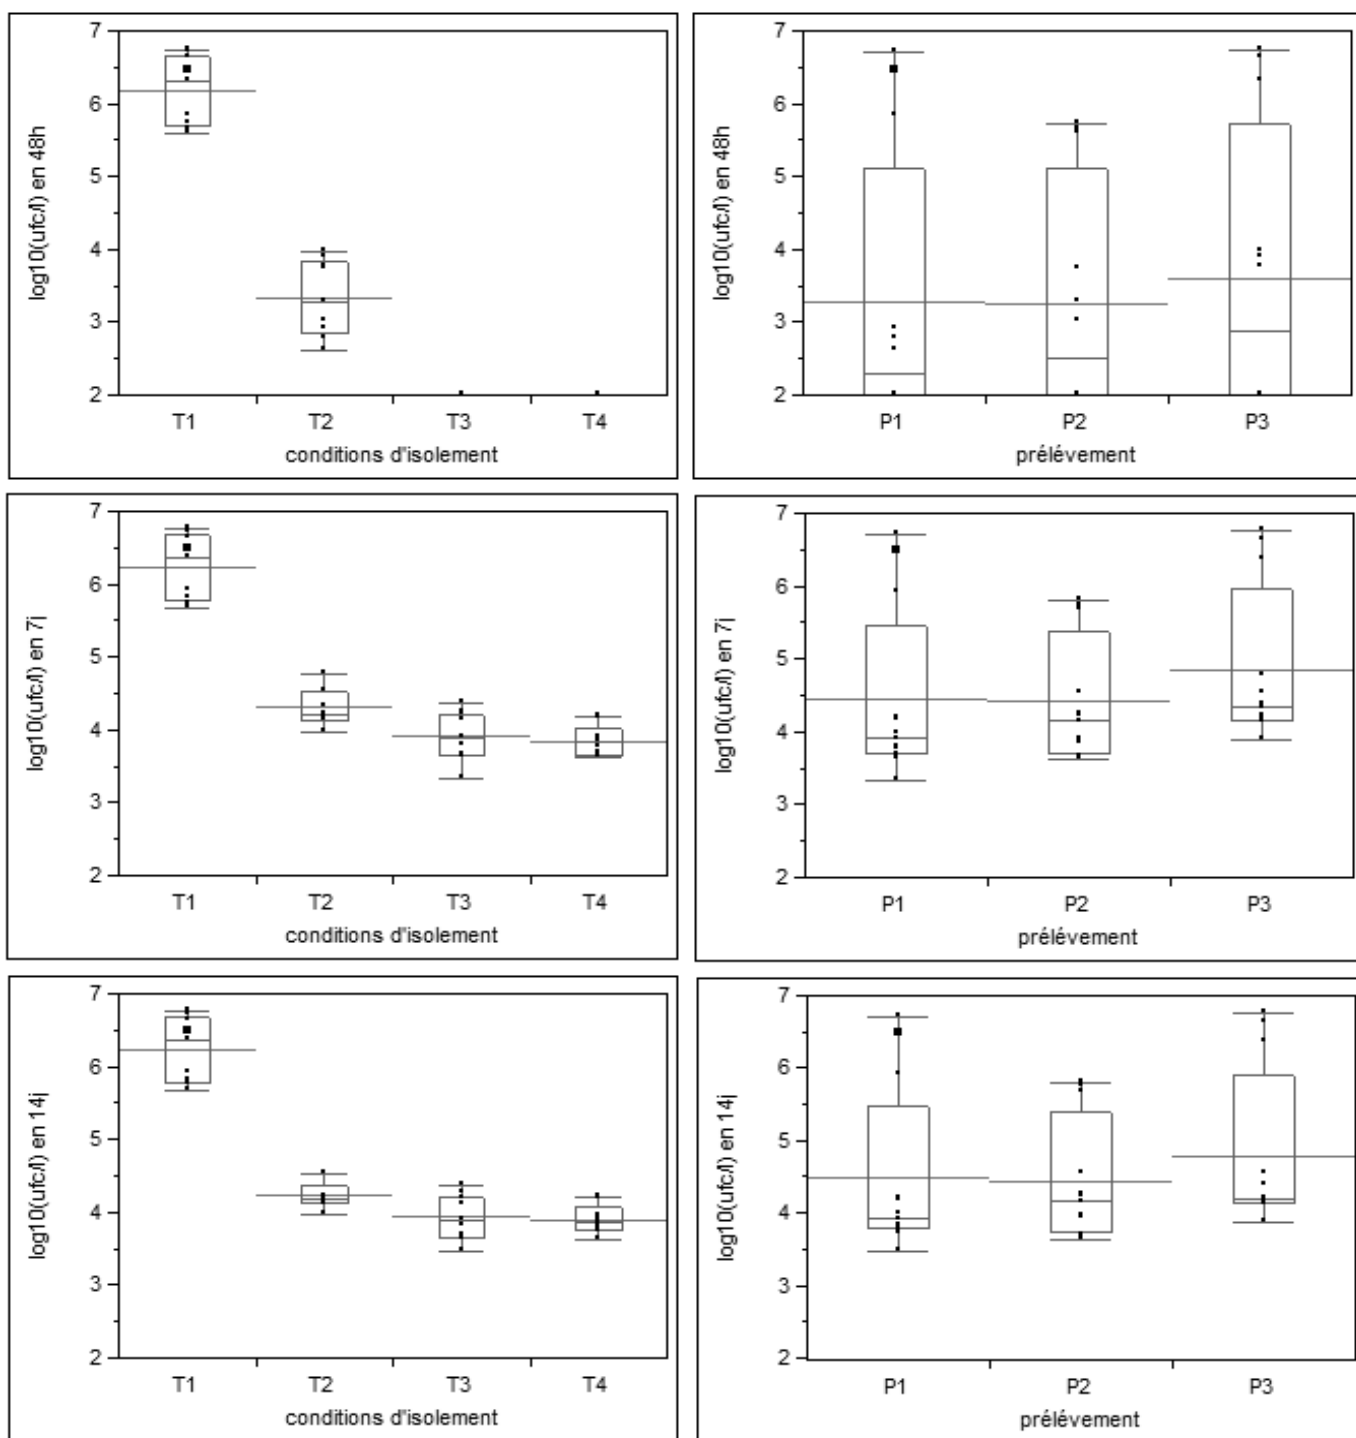 7
6
5
4
3
2
log10(ufc/l) en 48h
T1 T2 T3 T4
conditions d'isolement
7
6
5
4
3
2
log10(ufc/l) en 48h
P1 P2 P3
prélévement
7
6
5
4
3
2
log10(ufc/l) en 7j
T1 T2 T3 T4
conditions d'isolement
7
6
5
4
3
2
log10(ufc/l) en 7j
P1 P2 P3
prélévement
7
6
5
4
3
2
log10(ufc/l) en 14j
T1 T2 T3 T4
conditions d'isolement
7
6
5
4
3
2
log10(ufc/l) en 14j
P1 P2 P3
prélévement